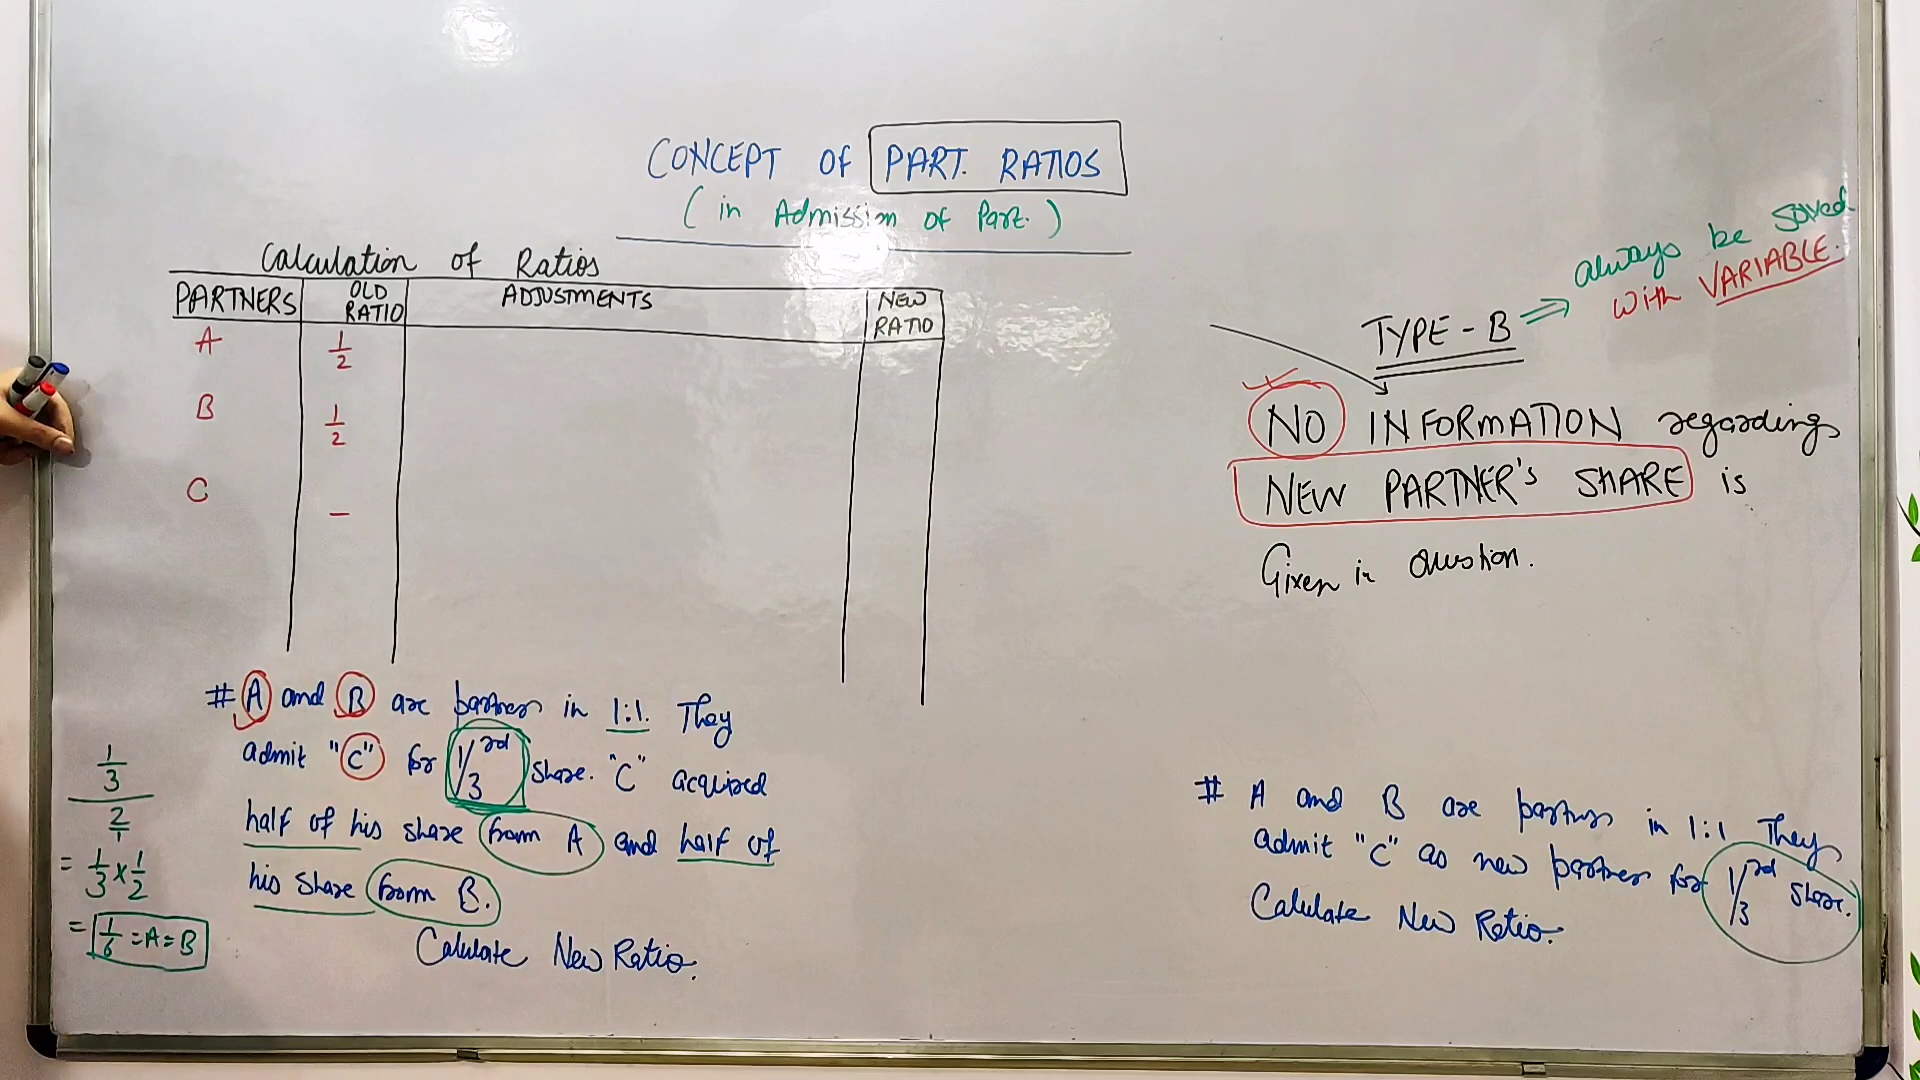 CONCEPT OF PART. RATIOS
(in Admission of Part.)
Calculation of Ratios
PARTNERS OLD RATIO ADJUSTMENTS NEW RATIO
A 1/2
B 1/2
C –
# A and B are partners in 1:1. They
admit "C" for 1/3rd share. "C" acquired
half of his share from A and half of
his share from B.
Calculate New Ratio.
1/3
2/1
= 1/3 × 1/2
= 1/6 = A = B
always be solved
with VARIABLE.
TYPE - B ⇒
NO INFORMATION regardings
NEW PARTNER's SHARE is
Given in Question.
# A and B are partners in 1:1 They
admit "C" as new partner for 1/3rd share.
Calulate New Ratio.